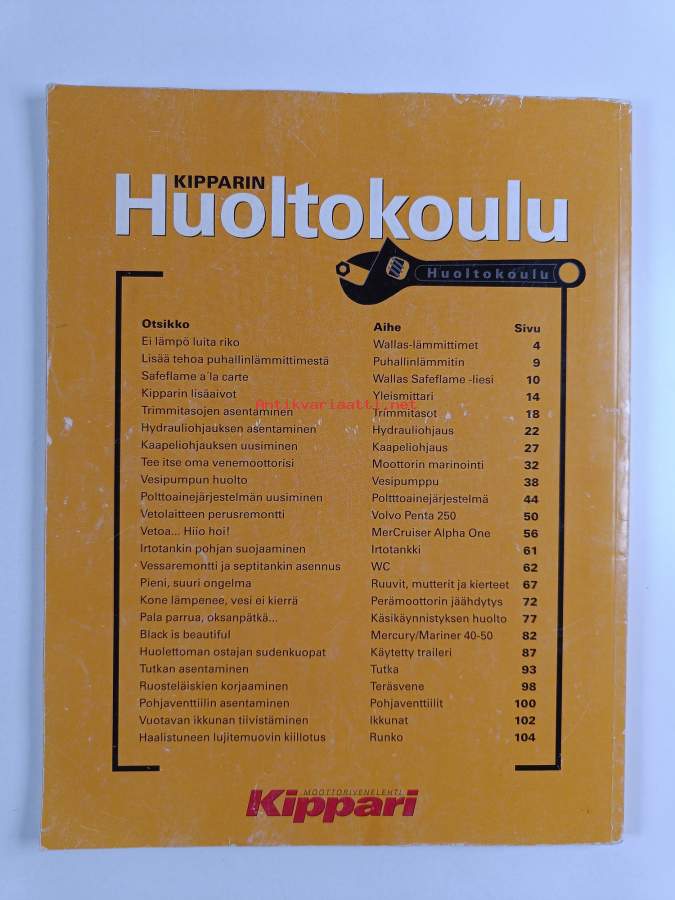 KIPPARIN
Huoltokoulu
Huoltokoulu
Otsikko Aihe Sivu
Ei lämpö luita riko Wallas-lämmittimet 4
Lisää tehoa puhallinlämmittimestä Puhallinlämmitin 9
Safeflame a´la carte Wallas Safeflame -liesi 10
Kipparin lisäaivot Yleismittari 14
Antikvariaatti.net
Trimmitasojen asentaminen Trimmitasot 18
Hydrauliohjauksen asentaminen Hydrauliohjaus 22
Kaapeliohjauksen uusiminen Kaapeliohjaus 27
Tee itse oma venemoottorisi Moottorin marinointi 32
Vesipumpun huolto Vesipumppu 38
Polttoainejärjestelmän uusiminen Poltttoainejärjestelmä 44
Vetolaitteen perusremontti Volvo Penta 250 50
Vetoa... Hiio hoi! MerCruiser Alpha One 56
Irtotankin pohjan suojaaminen Irtotankki 61
Vessaremontti ja septitankin asennus WC 62
Pieni, suuri ongelma Ruuvit, mutterit ja kierteet 67
Kone lämpenee, vesi ei kierrä Perämoottorin jäähdytys 72
Pala parrua, oksanpätkä... Käsikäynnistyksen huolto 77
Black is beautiful Mercury/Mariner 40-50 82
Huolettoman ostajan sudenkuopat Käytetty traileri 87
Tutkan asentaminen Tutka 93
Ruosteläiskien korjaaminen Teräsvene 98
Pohjaventtiilin asentaminen Pohjaventtiilit 100
Vuotavan ikkunan tiivistäminen Ikkunat 102
Haalistuneen lujitemuovin kiillotus Runko 104
MOOTTORIVENELEHTI
Kippari